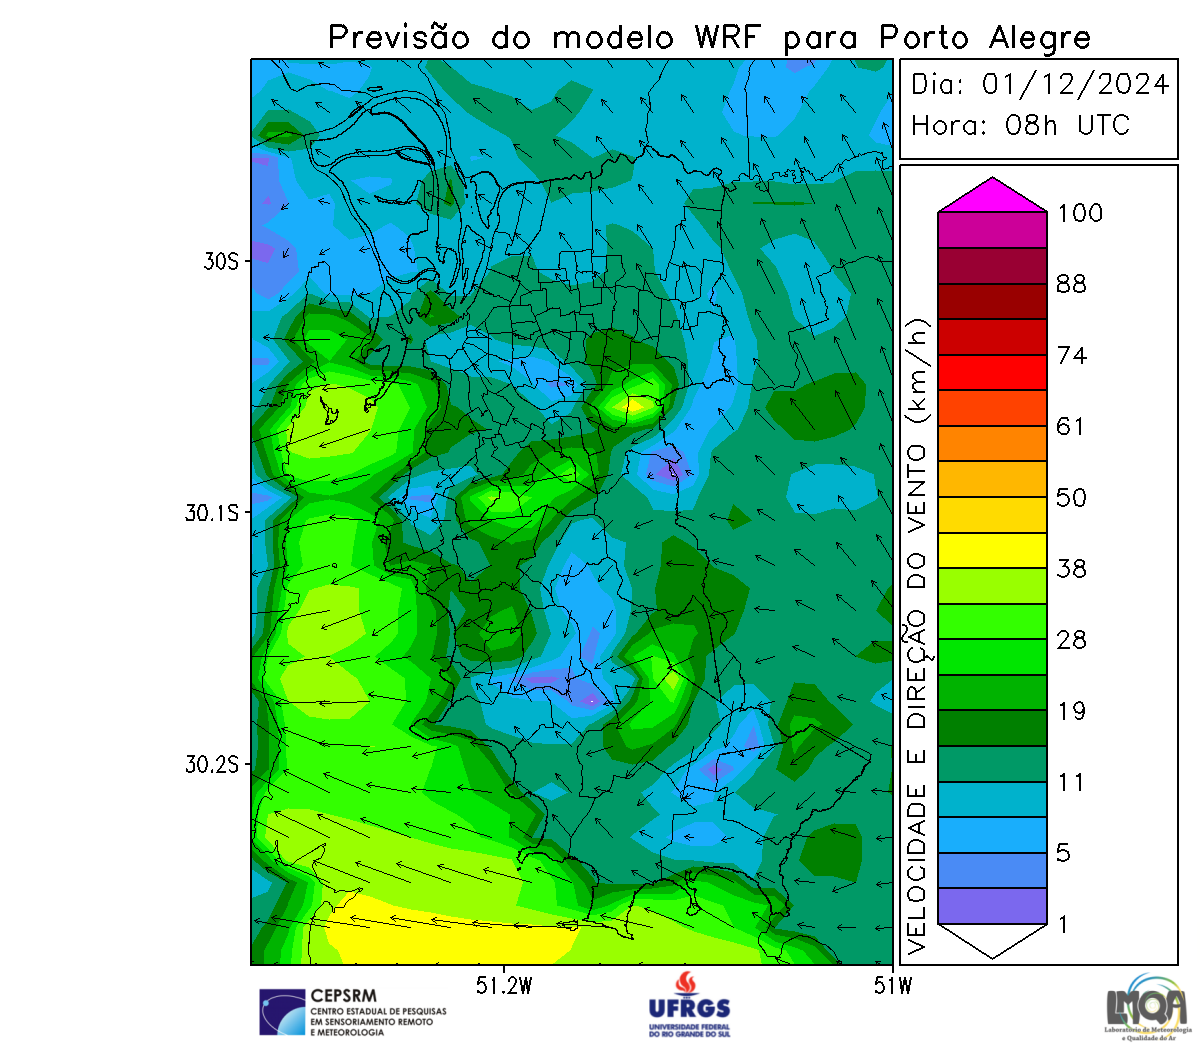 Previsão do modelo WRF para Porto Alegre
Dia: 01/12/2024
Hora: 08h UTC
100
88
74
61
50
38
28
19
11
5
1
VELOCIDADE E DIREÇÃO DO VENTO (km/h)
30S
30.1S
30.2S
51.2W
51W
CEPSRM
CENTRO ESTADUAL DE PESQUISAS
EM SENSORIAMENTO REMOTO
E METEOROLOGIA
UFRGS
UNIVERSIDADE FEDERAL
DO RIO GRANDE DO SUL
LMQA
Laboratório de Meteorologia
e Qualidade do Ar